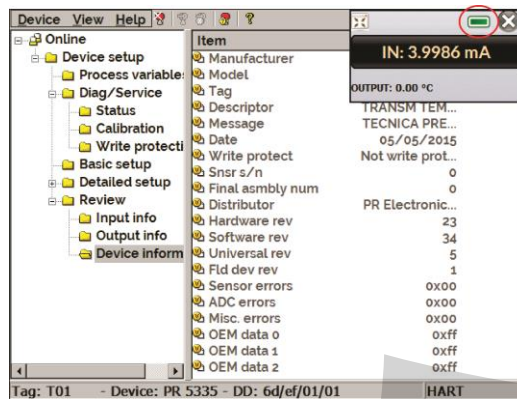 Device View Help
Online
Device setup
Process variable
Diag/Service
Status
Calibration
Write protecti
Basic setup
Detailed setup
Review
Input info
Output info
Device inform
Item
Manufacturer
Model
Tag
Descriptor TRANSM TEM...
Message TECNICA PRE...
Date 05/05/2015
Write protect Not write prot...
Snsr s/n 0
Final asmbly num 0
Distributor PR Electronic...
Hardware rev 23
Software rev 34
Universal rev 5
Fld dev rev 1
Sensor errors 0x00
ADC errors 0x00
Misc. errors 0x00
OEM data 0 0xff
OEM data 1 0xff
OEM data 2 0xff
IN: 3.9986 mA
OUTPUT: 0.00 °C
Tag: T01 - Device: PR 5335 - DD: 6d/ef/01/01 HART